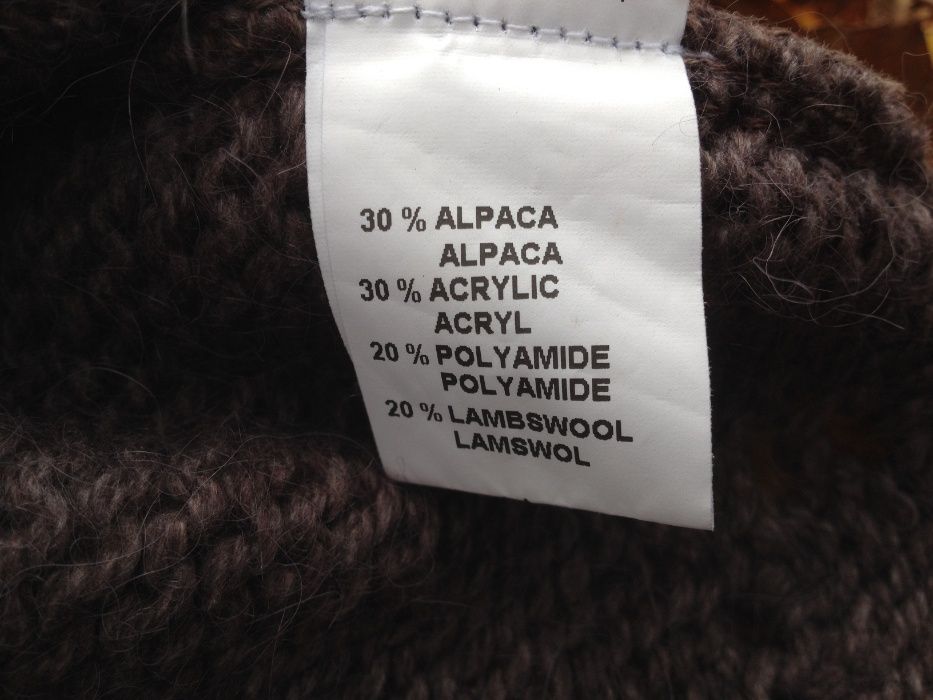 30 % ALPACA
ALPACA
30 % ACRYLIC
ACRYL
20 % POLYAMIDE
POLYAMIDE
20 % LAMBSWOOL
LAMSWOL